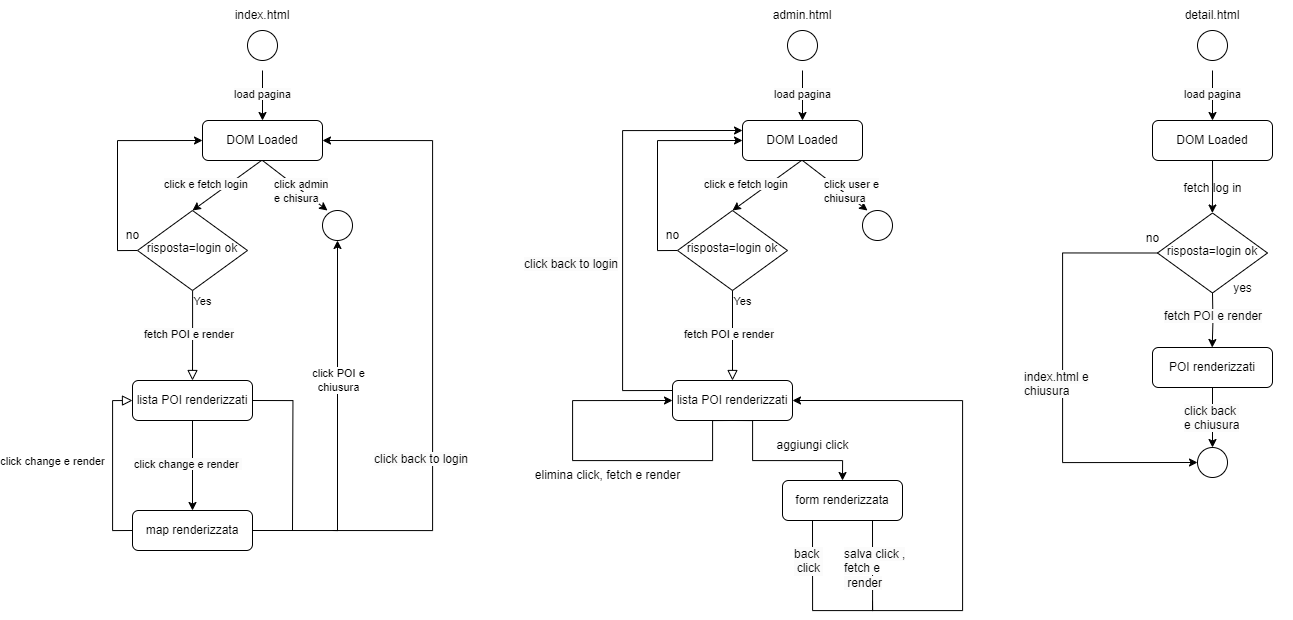 index.html
load pagina
DOM Loaded
click e fetch login
click admin
e chisura
no
risposta=login ok
Yes
fetch POI e render
click POI e
chiusura
lista POI renderizzati
click change e render
click change e render
click back to login
map renderizzata
admin.html
load pagina
DOM Loaded
click e fetch login
click user e
chiusura
no
risposta=login ok
click back to login
Yes
fetch POI e render
lista POI renderizzati
aggiungi click
elimina click, fetch e render
form renderizzata
back
click
salva click ,
fetch e
render
detail.html
load pagina
DOM Loaded
fetch log in
no
risposta=login ok
yes
fetch POI e render
POI renderizzati
index.html e
chiusura
click back
e chiusura